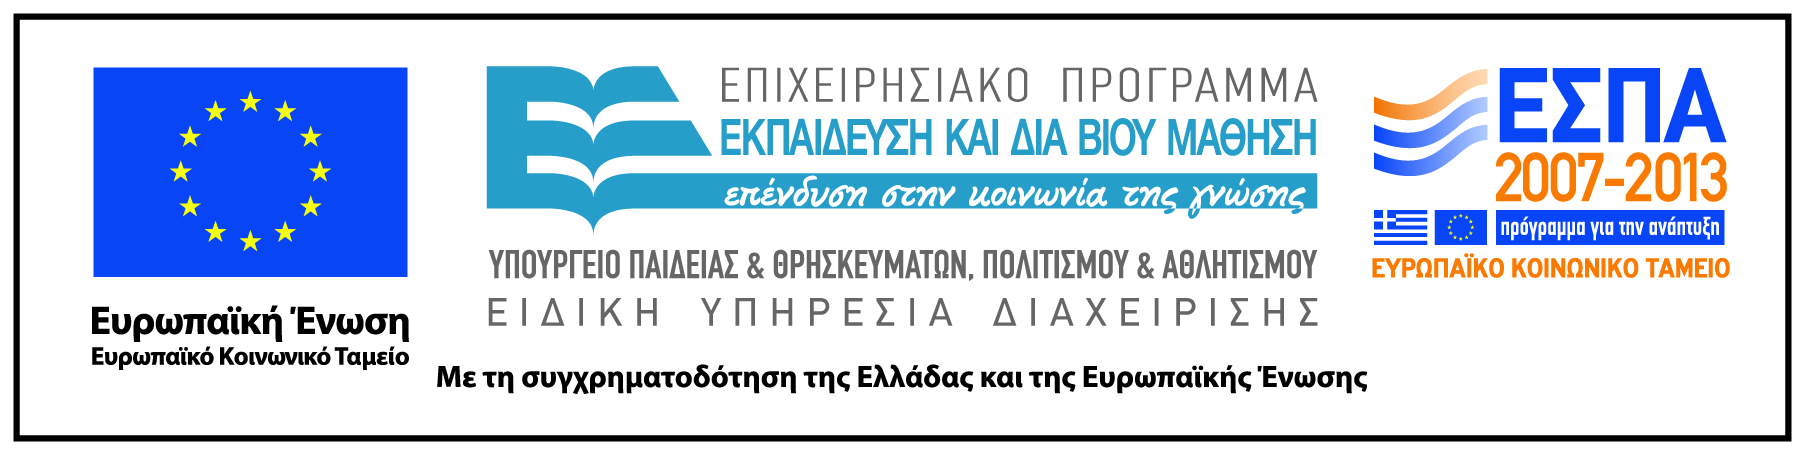 Ευρωπαϊκή Ένωση
Ευρωπαϊκό Κοινωνικό Ταμείο
ΕΠΙΧΕΙΡΗΣΙΑΚΟ ΠΡΟΓΡΑΜΜΑ
ΕΚΠΑΙΔΕΥΣΗ ΚΑΙ ΔΙΑ ΒΙΟΥ ΜΑΘΗΣΗ
επένδυση στην κοινωνία της γνώσης
ΥΠΟΥΡΓΕΙΟ ΠΑΙΔΕΙΑΣ & ΘΡΗΣΚΕΥΜΑΤΩΝ, ΠΟΛΙΤΙΣΜΟΥ & ΑΘΛΗΤΙΣΜΟΥ
ΕΙΔΙΚΗ ΥΠΗΡΕΣΙΑ ΔΙΑΧΕΙΡΙΣΗΣ
ΕΣΠΑ
2007-2013
πρόγραμμα για την ανάπτυξη
ΕΥΡΩΠΑΪΚΟ ΚΟΙΝΩΝΙΚΟ ΤΑΜΕΙΟ
Με τη συγχρηματοδότηση της Ελλάδας και της Ευρωπαϊκής Ένωσης